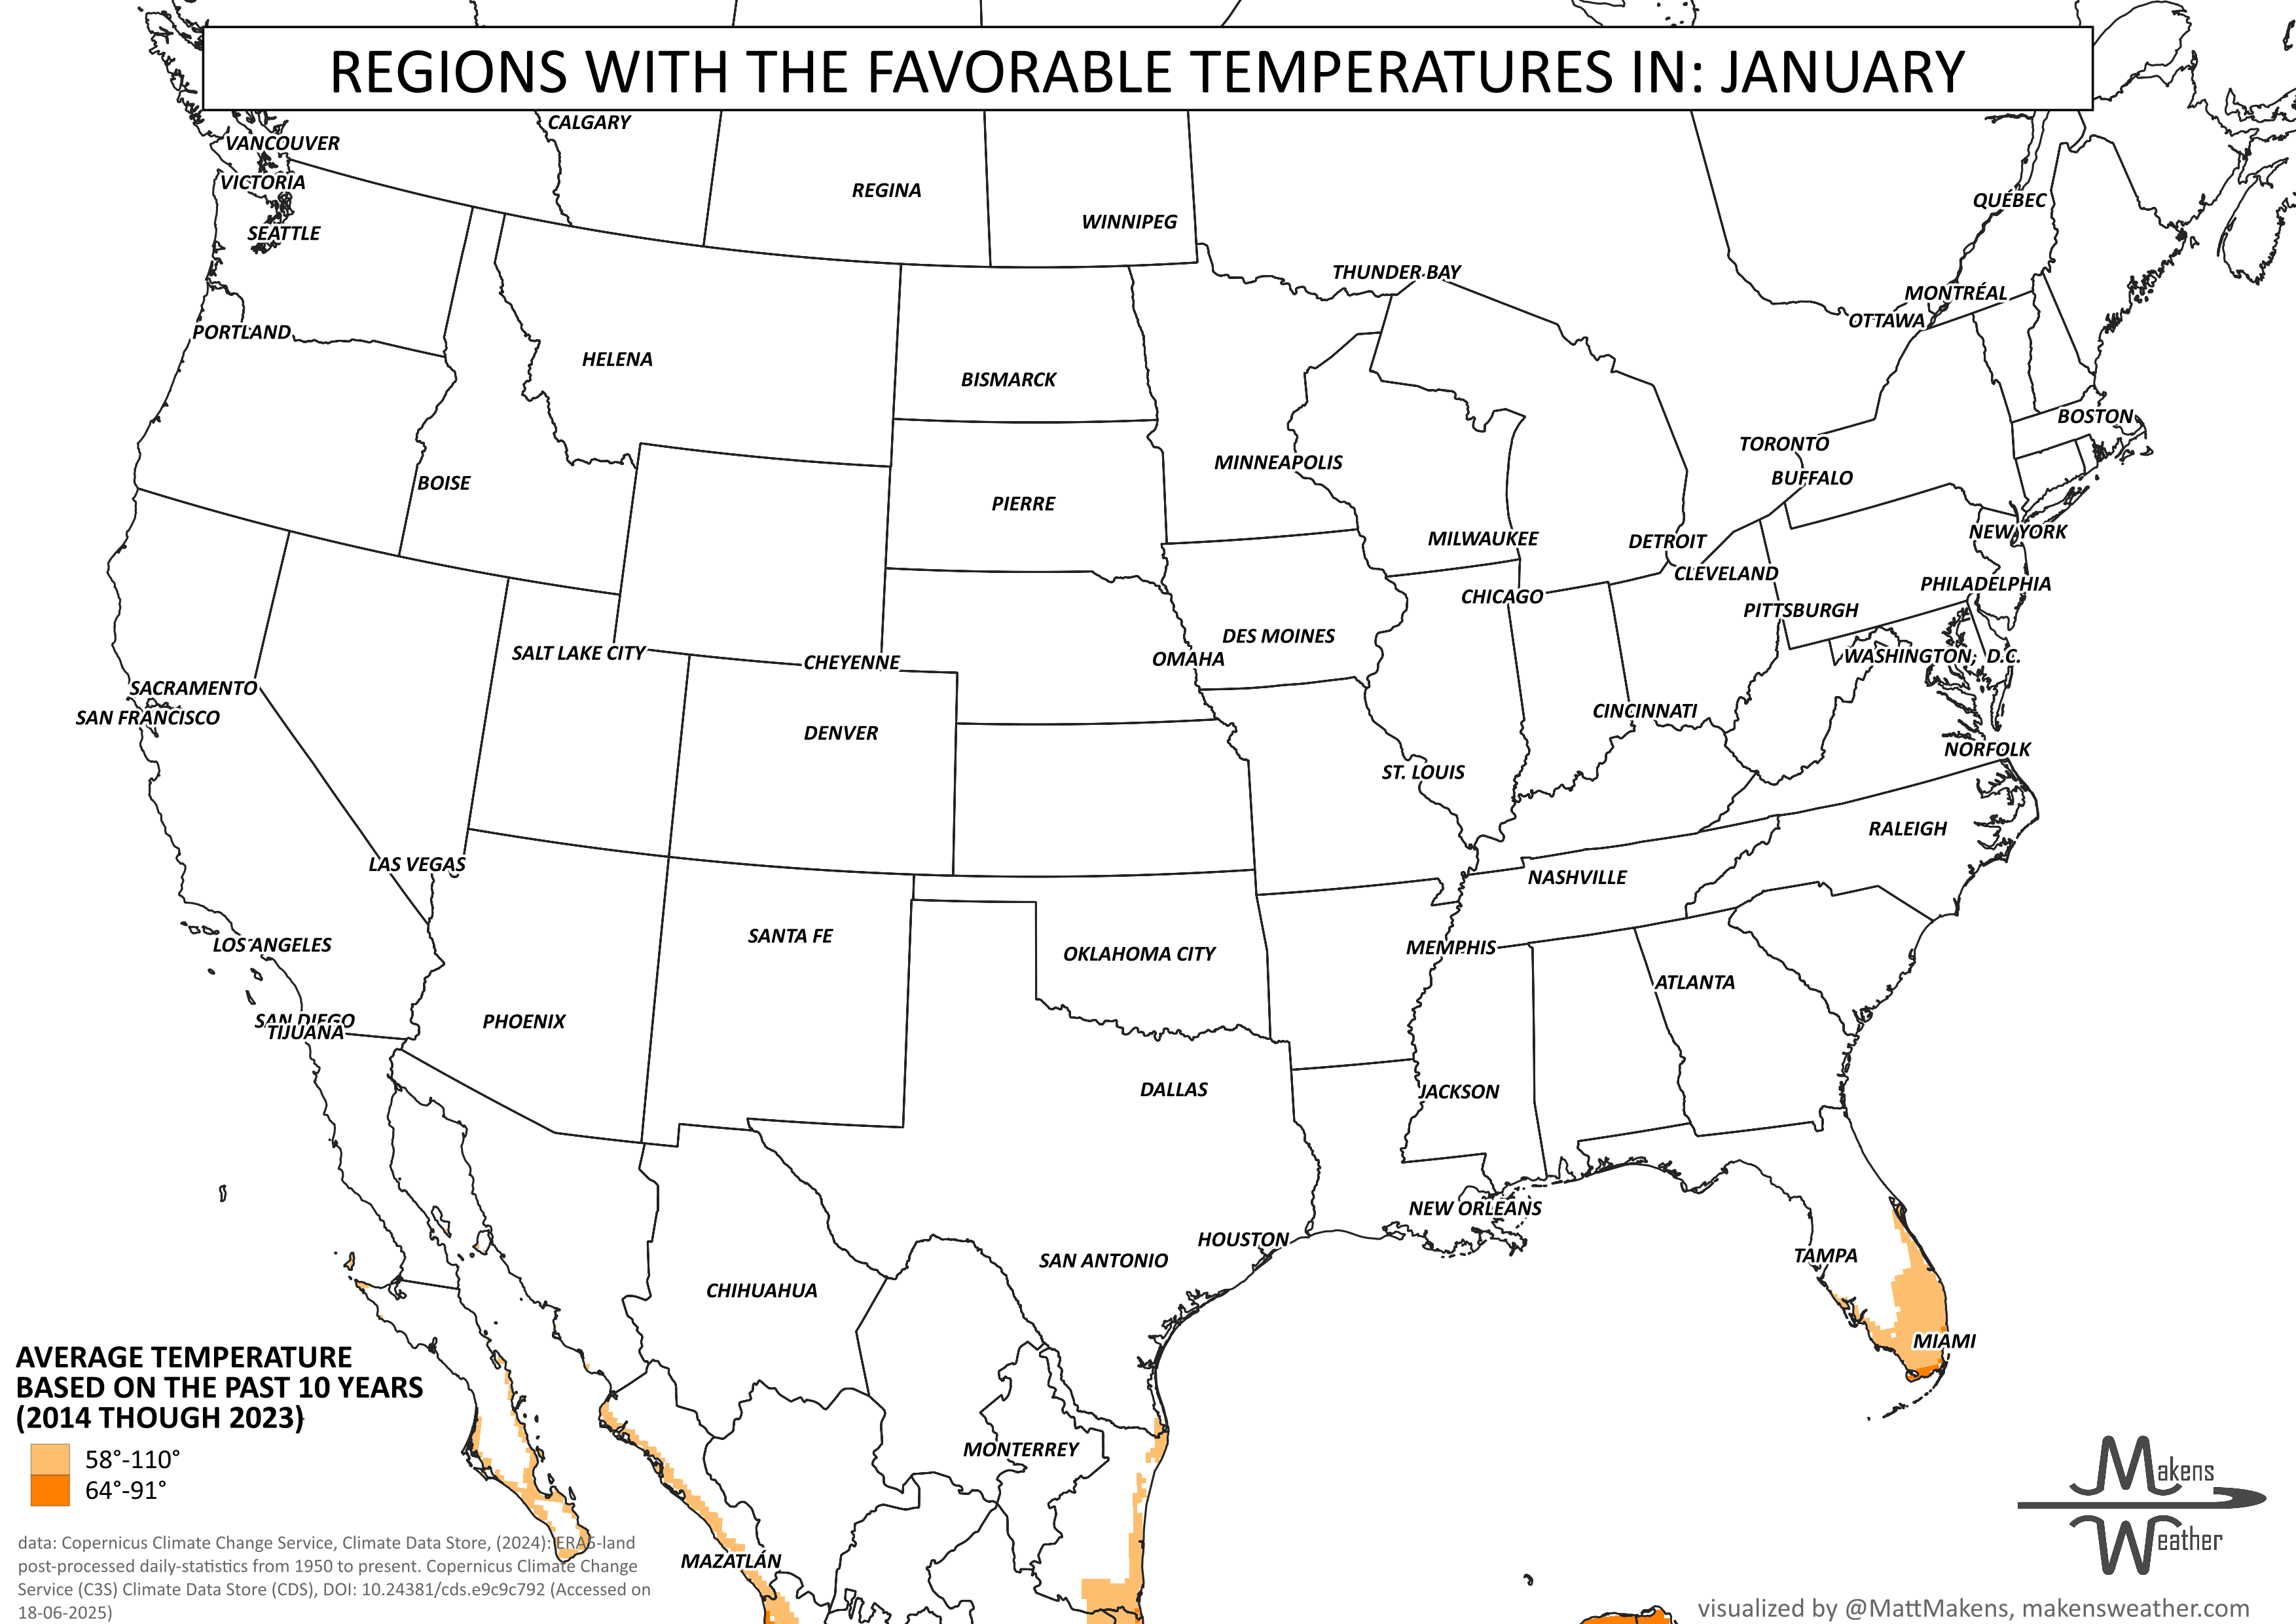 REGIONS WITH THE FAVORABLE TEMPERATURES IN: JANUARY
CALGARY
VANCOUVER
VICTORIA
REGINA
QUÉBEC
WINNIPEG
SEATTLE
THUNDER BAY
MONTRÉAL
OTTAWA
PORTLAND
HELENA
BISMARCK
BOSTON
TORONTO
MINNEAPOLIS
BUFFALO
BOISE
PIERRE
NEW YORK
MILWAUKEE
DETROIT
CLEVELAND
PHILADELPHIA
CHICAGO
PITTSBURGH
DES MOINES
SALT LAKE CITY
WASHINGTON, D.C.
OMAHA
CHEYENNE
SACRAMENTO
CINCINNATI
SAN FRANCISCO
DENVER
NORFOLK
ST. LOUIS
RALEIGH
LAS VEGAS
NASHVILLE
SANTA FE
LOS ANGELES
MEMPHIS
OKLAHOMA CITY
ATLANTA
SAN DIEGO
PHOENIX
TIJUANA
DALLAS
JACKSON
NEW ORLEANS
HOUSTON
TAMPA
SAN ANTONIO
CHIHUAHUA
MIAMI
MONTERREY
MAZATLÁN
AVERAGE TEMPERATURE
BASED ON THE PAST 10 YEARS
(2014 THOUGH 2023)
58°-110°
64°-91°
data: Copernicus Climate Change Service, Climate Data Store, (2024): ERA5-land
post-processed daily-statistics from 1950 to present. Copernicus Climate Change
Service (C3S) Climate Data Store (CDS), DOI: 10.24381/cds.e9c9c792 (Accessed on
18-06-2025)
Makens
Weather
visualized by @MattMakens, makensweather.com